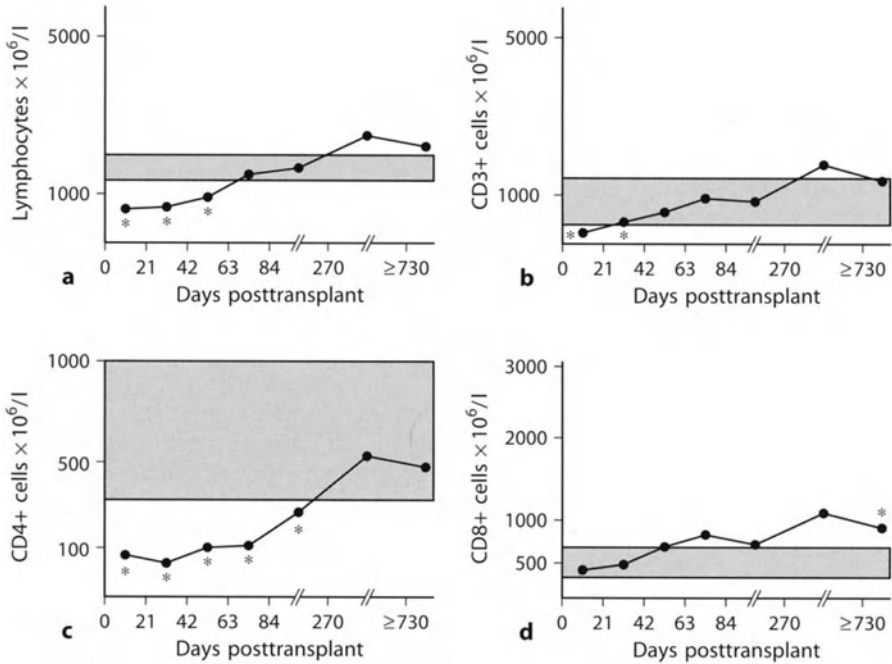 5000
1000
Lymphocytes × 10⁶/l
*
*
*
0 21 42 63 84 270 ≥730
Days posttransplant
a
5000
1000
CD3+ cells × 10⁶/l
*
*
0 21 42 63 84 270 ≥730
Days posttransplant
b
1000
500
100
CD4+ cells × 10⁶/l
*
*
*
*
*
0 21 42 63 84 270 ≥730
Days posttransplant
c
3000
2000
1000
500
CD8+ cells × 10⁶/l
*
0 21 42 63 84 270 ≥730
Days posttransplant
d